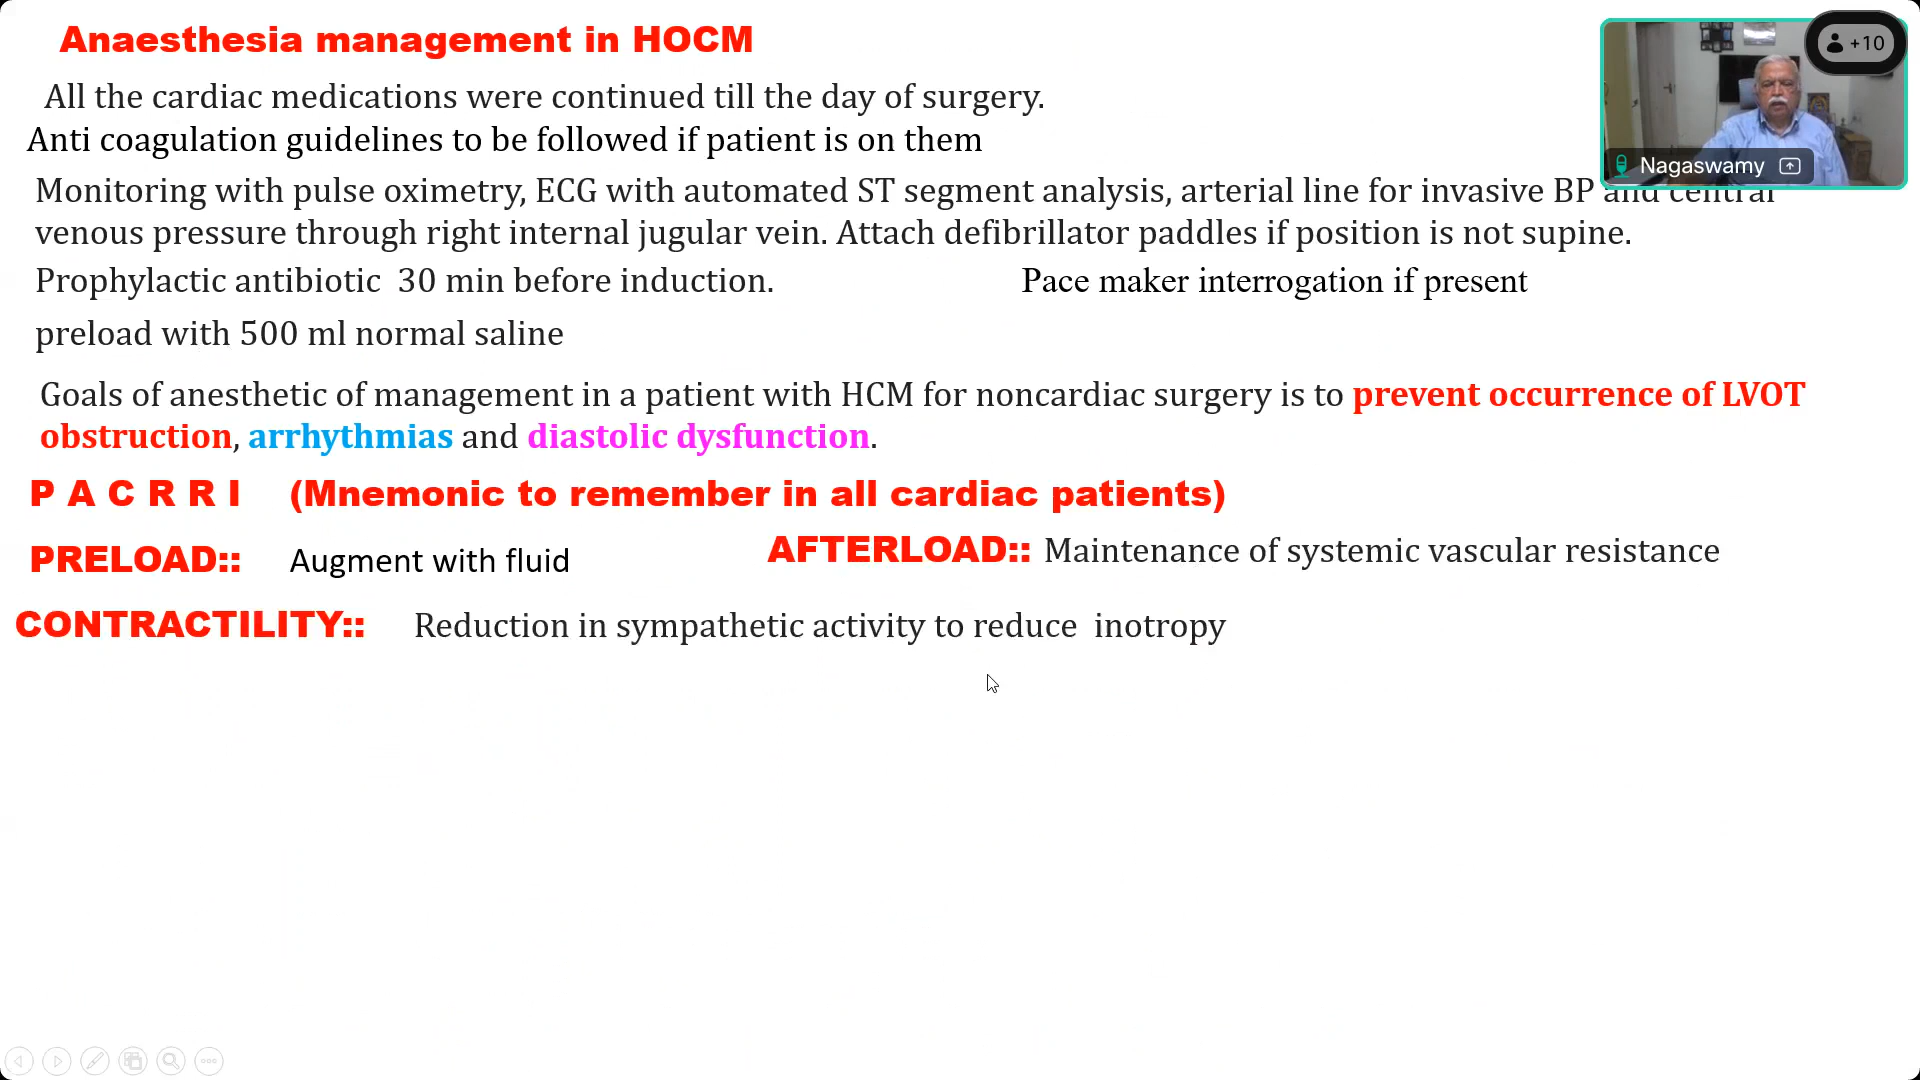 Anaesthesia management in HOCM
+10
All the cardiac medications were continued till the day of surgery.
Anti coagulation guidelines to be followed if patient is on them
Nagaswamy
Monitoring with pulse oximetry, ECG with automated ST segment analysis, arterial line for invasive BP and central
venous pressure through right internal jugular vein. Attach defibrillator paddles if position is not supine.
Prophylactic antibiotic 30 min before induction.
Pace maker interrogation if present
preload with 500 ml normal saline
Goals of anesthetic of management in a patient with HCM for noncardiac surgery is to prevent occurrence of LVOT
obstruction, arrhythmias and diastolic dysfunction.
P A C R R I (Mnemonic to remember in all cardiac patients)
PRELOAD:: Augment with fluid
AFTERLOAD:: Maintenance of systemic vascular resistance
CONTRACTILITY:: Reduction in sympathetic activity to reduce inotropy